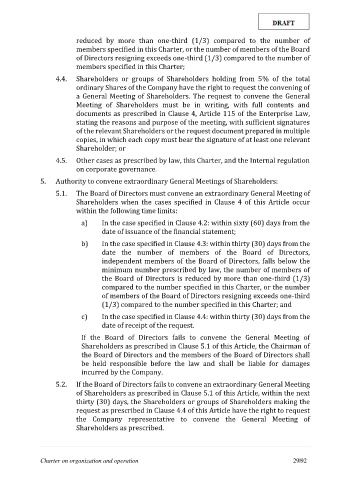 DRAFT
reduced by more than one-third (1/3) compared to the number of
members specified in this Charter, or the number of members of the Board
of Directors resigning exceeds one-third (1/3) compared to the number of
members specified in this Charter;
4.4. Shareholders or groups of Shareholders holding from 5% of the total
ordinary Shares of the Company have the right to request the convening of
a General Meeting of Shareholders. The request to convene the General
Meeting of Shareholders must be in writing, with full contents and
documents as prescribed in Clause 4, Article 115 of the Enterprise Law,
stating the reasons and purpose of the meeting, with sufficient signatures
of the relevant Shareholders or the request document prepared in multiple
copies, in which each copy must bear the signature of at least one relevant
Shareholder; or
4.5. Other cases as prescribed by law, this Charter, and the Internal regulation
on corporate governance.
5. Authority to convene extraordinary General Meetings of Shareholders:
5.1. The Board of Directors must convene an extraordinary General Meeting of
Shareholders when the cases specified in Clause 4 of this Article occur
within the following time limits:
a) In the case specified in Clause 4.2: within sixty (60) days from the
date of issuance of the financial statement;
b) In the case specified in Clause 4.3: within thirty (30) days from the
date the number of members of the Board of Directors,
independent members of the Board of Directors, falls below the
minimum number prescribed by law, the number of members of
the Board of Directors is reduced by more than one-third (1/3)
compared to the number specified in this Charter, or the number
of members of the Board of Directors resigning exceeds one-third
(1/3) compared to the number specified in this Charter; and
c) In the case specified in Clause 4.4: within thirty (30) days from the
date of receipt of the request.
If the Board of Directors fails to convene the General Meeting of
Shareholders as prescribed in Clause 5.1 of this Article, the Chairman of
the Board of Directors and the members of the Board of Directors shall
be held responsible before the law and shall be liable for damages
incurred by the Company.
5.2. If the Board of Directors fails to convene an extraordinary General Meeting
of Shareholders as prescribed in Clause 5.1 of this Article, within the next
thirty (30) days, the Shareholders or groups of Shareholders making the
request as prescribed in Clause 4.4 of this Article have the right to request
the Company representative to convene the General Meeting of
Shareholders as prescribed.
Charter on organization and operation 29/92